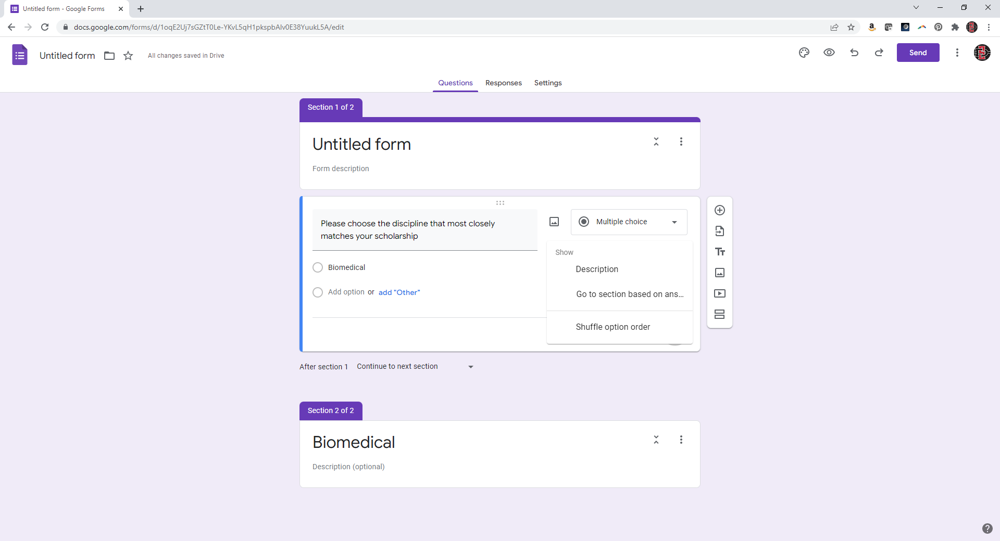 Untitled form - Google Forms
docs.google.com/forms/d/1oqE2Uj7sGZtT0Le-YKvL5qH1pkspbAlv0E38YuukL5A/edit
Untitled form
All changes saved in Drive
Send
Questions
Responses
Settings
Section 1 of 2
Untitled form
Form description
Please choose the discipline that most closely
matches your scholarship
Multiple choice
Show
Description
Go to section based on ans...
Shuffle option order
Biomedical
Add option or add "Other"
After section 1 Continue to next section
Section 2 of 2
Biomedical
Description (optional)